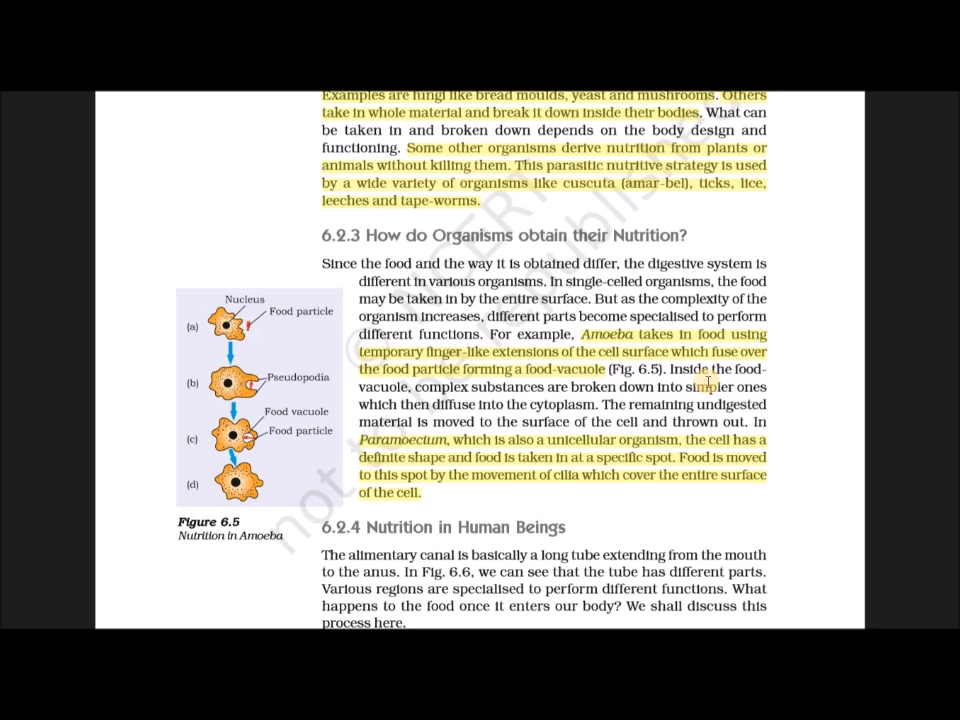 Examples are fungi like bread moulds, yeast and mushrooms. Others
take in whole material and break it down inside their bodies. What can
be taken in and broken down depends on the body design and
functioning. Some other organisms derive nutrition from plants or
animals without killing them. This parasitic nutritive strategy is used
by a wide variety of organisms like cuscuta (amar-bel), ticks, lice,
leeches and tape-worms.
6.2.3 How do Organisms obtain their Nutrition?
Since the food and the way it is obtained differ, the digestive system is
different in various organisms. In single-celled organisms, the food
may be taken in by the entire surface. But as the complexity of the
organism increases, different parts become specialised to perform
different functions. For example, Amoeba takes in food using
temporary finger-like extensions of the cell surface which fuse over
the food particle forming a food-vacuole (Fig. 6.5). Inside the food-
vacuole, complex substances are broken down into simpler ones
which then diffuse into the cytoplasm. The remaining undigested
material is moved to the surface of the cell and thrown out. In
Paramoecium, which is also a unicellular organism, the cell has a
definite shape and food is taken in at a specific spot. Food is moved
to this spot by the movement of cilia which cover the entire surface
of the cell.
Nucleus
Food particle
(a)
(b)
Pseudopodia
Food vacuole
(c)
Food particle
(d)
Figure 6.5
Nutrition in Amoeba
6.2.4 Nutrition in Human Beings
The alimentary canal is basically a long tube extending from the mouth
to the anus. In Fig. 6.6, we can see that the tube has different parts.
Various regions are specialised to perform different functions. What
happens to the food once it enters our body? We shall discuss this
process here.
© NCERT
not to be republished